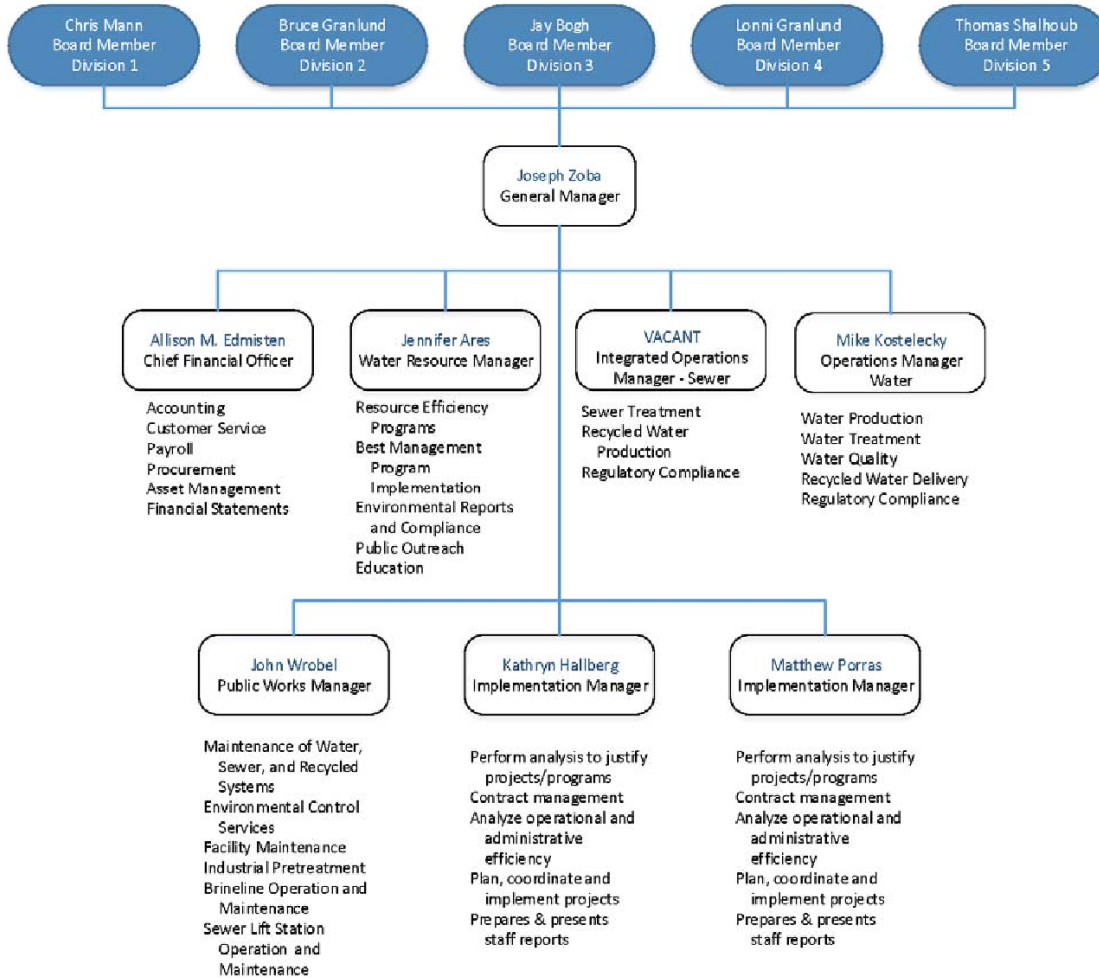 Chris Mann
Board Member
Division 1
Bruce Granlund
Board Member
Division 2
Jay Bogh
Board Member
Division 3
Lonni Granlund
Board Member
Division 4
Thomas Shalhoub
Board Member
Division 5
Joseph Zoba
General Manager
Allison M. Edmisten
Chief Financial Officer
Accounting
Customer Service
Payroll
Procurement
Asset Management
Financial Statements
Jennifer Ares
Water Resource Manager
Resource Efficiency
Programs
Best Management
Program
Implementation
Environmental Reports
and Compliance
Public Outreach
Education
VACANT
Integrated Operations
Manager - Sewer
Sewer Treatment
Recycled Water
Production
Regulatory Compliance
Mike Kostelecky
Operations Manager
Water
Water Production
Water Treatment
Water Quality
Recycled Water Delivery
Regulatory Compliance
John Wrobel
Public Works Manager
Maintenance of Water,
Sewer, and Recycled
Systems
Environmental Control
Services
Facility Maintenance
Industrial Pretreatment
Brineline Operation and
Maintenance
Sewer Lift Station
Operation and
Maintenance
Kathryn Hallberg
Implementation Manager
Perform analysis to justify
projects/programs
Contract management
Analyze operational and
administrative
efficiency
Plan, coordinate and
implement projects
Prepares & presents
staff reports
Matthew Porras
Implementation Manager
Perform analysis to justify
projects/programs
Contract management
Analyze operational and
administrative
efficiency
Plan, coordinate and
implement projects
Prepares & presents
staff reports